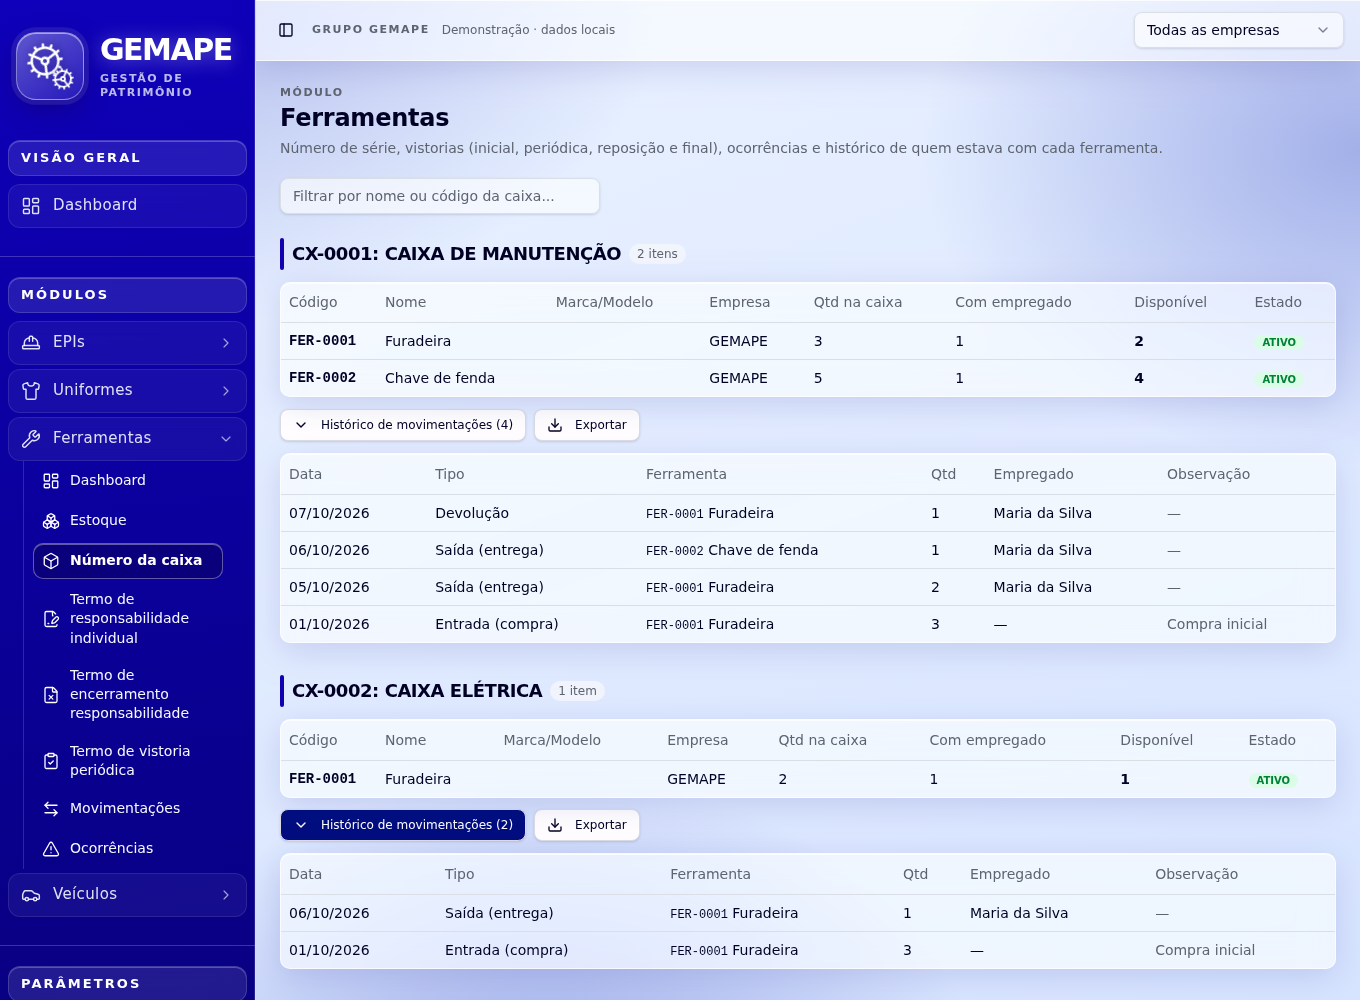 GEMAPE
GESTÃO DE
PATRIMÔNIO
VISÃO GERAL
Dashboard
MÓDULOS
EPIs
Uniformes
Ferramentas
Dashboard
Estoque
Número da caixa
Termo de
responsabilidade
individual
Termo de
encerramento
responsabilidade
Termo de vistoria
periódica
Movimentações
Ocorrências
Veículos
PARÂMETROS
GRUPO GEMAPE Demonstração · dados locais
Todas as empresas
MÓDULO
Ferramentas
Número de série, vistorias (inicial, periódica, reposição e final), ocorrências e histórico de quem estava com cada ferramenta.
Filtrar por nome ou código da caixa...
CX-0001: CAIXA DE MANUTENÇÃO 2 itens
Código Nome Marca/Modelo Empresa Qtd na caixa Com empregado Disponível Estado
FER-0001 Furadeira GEMAPE 3 1 2 ATIVO
FER-0002 Chave de fenda GEMAPE 5 1 4 ATIVO
Histórico de movimentações (4) Exportar
Data Tipo Ferramenta Qtd Empregado Observação
07/10/2026 Devolução FER-0001 Furadeira 1 Maria da Silva —
06/10/2026 Saída (entrega) FER-0002 Chave de fenda 1 Maria da Silva —
05/10/2026 Saída (entrega) FER-0001 Furadeira 2 Maria da Silva —
01/10/2026 Entrada (compra) FER-0001 Furadeira 3 — Compra inicial
CX-0002: CAIXA ELÉTRICA 1 item
Código Nome Marca/Modelo Empresa Qtd na caixa Com empregado Disponível Estado
FER-0001 Furadeira GEMAPE 2 1 1 ATIVO
Histórico de movimentações (2) Exportar
Data Tipo Ferramenta Qtd Empregado Observação
06/10/2026 Saída (entrega) FER-0001 Furadeira 1 Maria da Silva —
01/10/2026 Entrada (compra) FER-0001 Furadeira 3 — Compra inicial